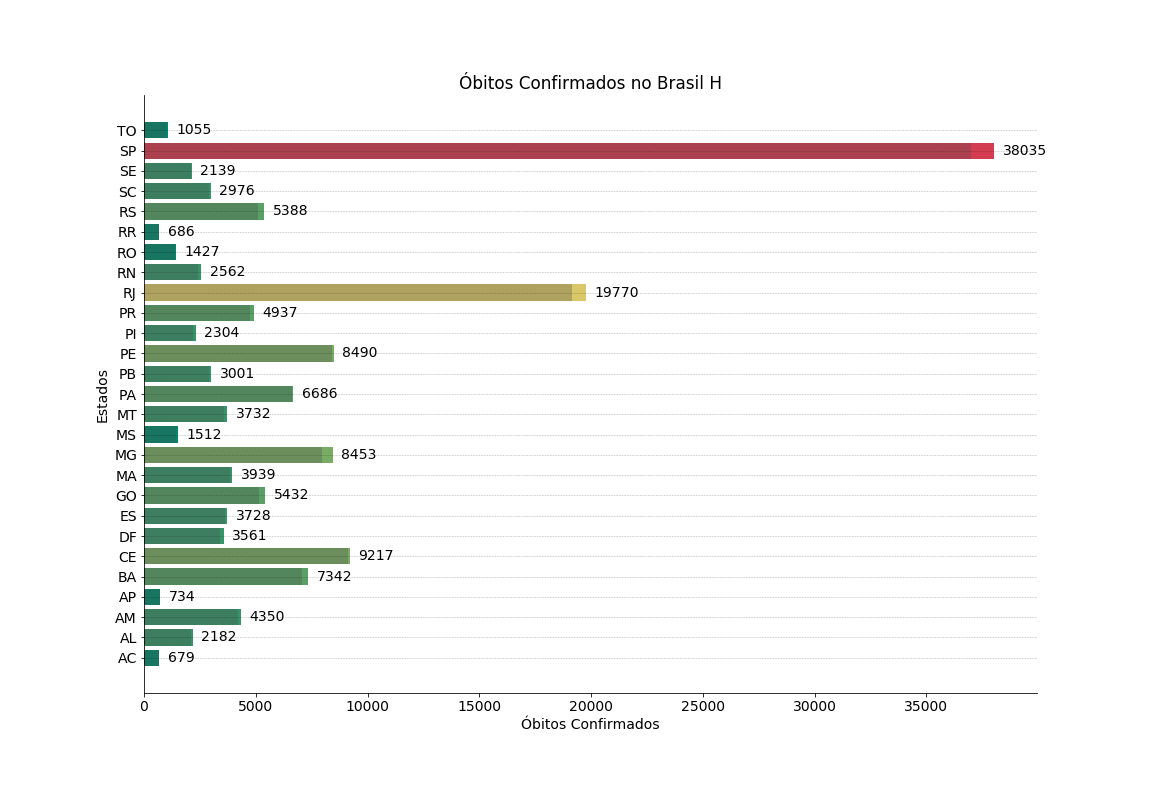 Óbitos Confirmados no Brasil H
TO 1055
SP 38035
SE 2139
SC 2976
RS 5388
RR 686
RO 1427
RN 2562
RJ 19770
PR 4937
PI 2304
PE 8490
PB 3001
PA 6686
MT 3732
MS 1512
MG 8453
MA 3939
GO 5432
ES 3728
DF 3561
CE 9217
BA 7342
AP 734
AM 4350
AL 2182
AC 679
Estados
0 5000 10000 15000 20000 25000 30000 35000
Óbitos Confirmados